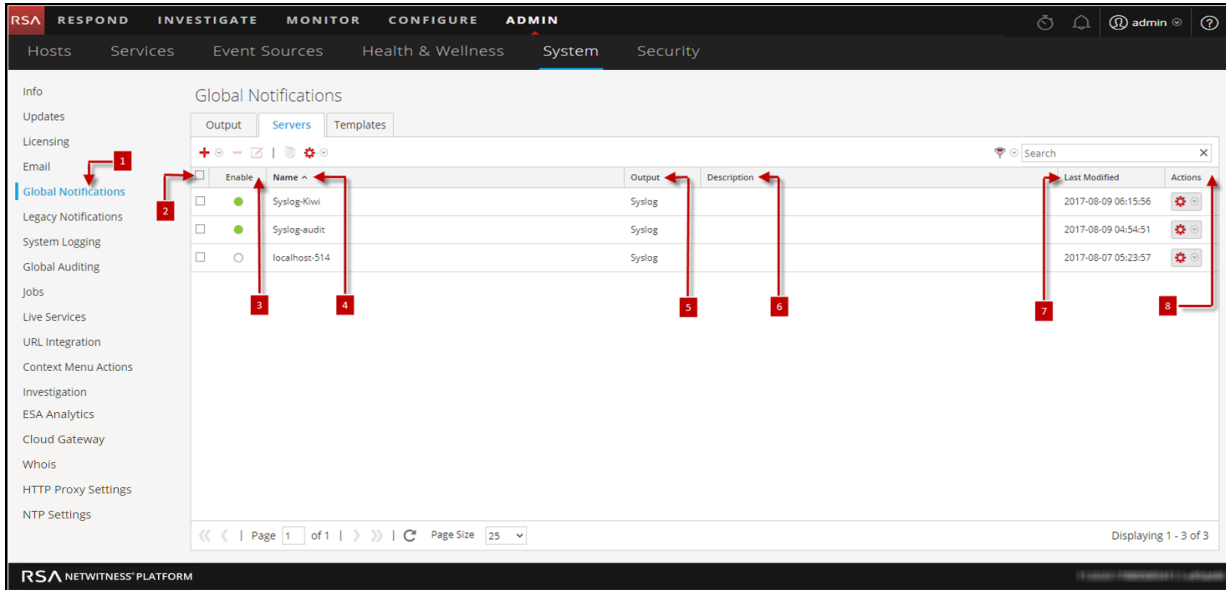 RSA RESPOND INVESTIGATE MONITOR CONFIGURE ADMIN admin ?
Hosts Services Event Sources Health & Wellness System Security
Info
Updates
Licensing
Email
Global Notifications
Legacy Notifications
System Logging
Global Auditing
Jobs
Live Services
URL Integration
Context Menu Actions
Investigation
ESA Analytics
Cloud Gateway
Whois
HTTP Proxy Settings
NTP Settings
Global Notifications
Output Servers Templates
Search
Enable Name Output Description Last Modified Actions
Syslog-Kiwi Syslog 2017-08-09 06:15:56
Syslog-audit Syslog 2017-08-09 04:54:51
localhost-514 Syslog 2017-08-07 05:23:57
1
2
3
4
5
6
7
8
Page 1 of 1 Page Size 25 Displaying 1 - 3 of 3
RSA NETWITNESS® PLATFORM